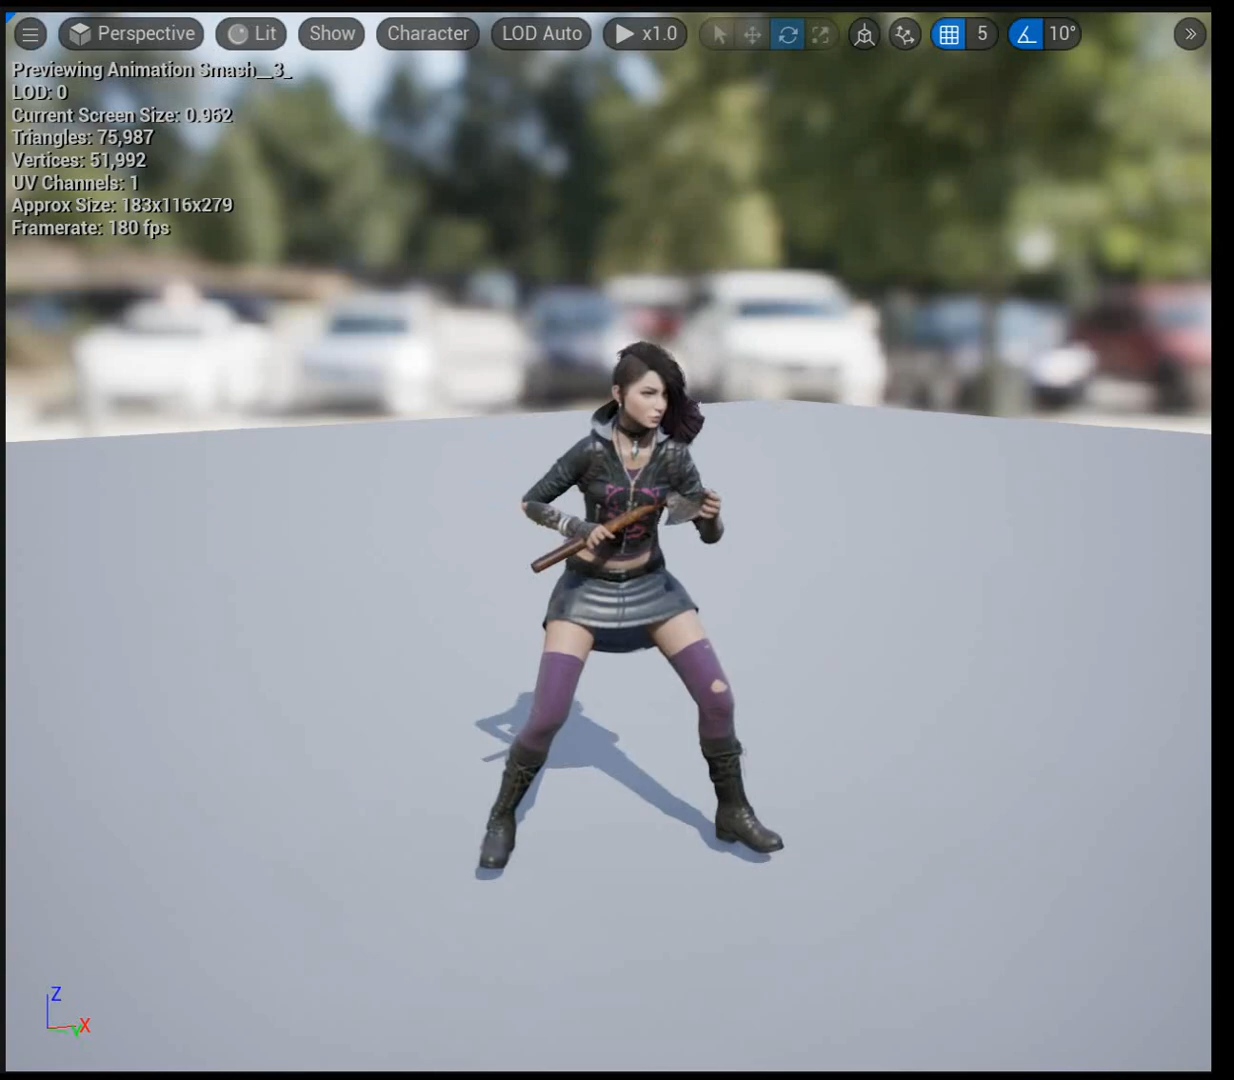 Perspective Lit Show Character LOD Auto x1.0 5 10°
Previewing Animation Smash__3_
LOD: 0
Current Screen Size: 0.962
Triangles: 75,987
Vertices: 51,992
UV Channels: 1
Approx Size: 183x116x279
Framerate: 180 fps
Z
Y X